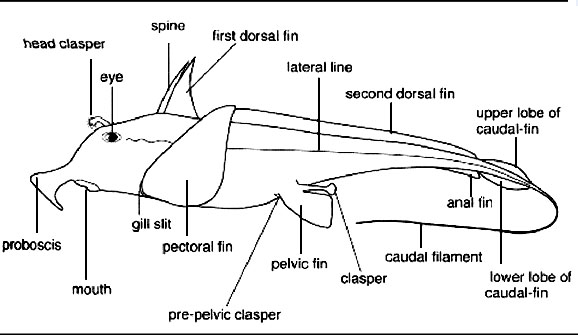 spine
head clasper
first dorsal fin
eye
lateral line
second dorsal fin
upper lobe of
caudal-fin
proboscis
mouth
gill slit
pectoral fin
pelvic fin
clasper
pre-pelvic clasper
anal fin
caudal filament
lower lobe of
caudal-fin